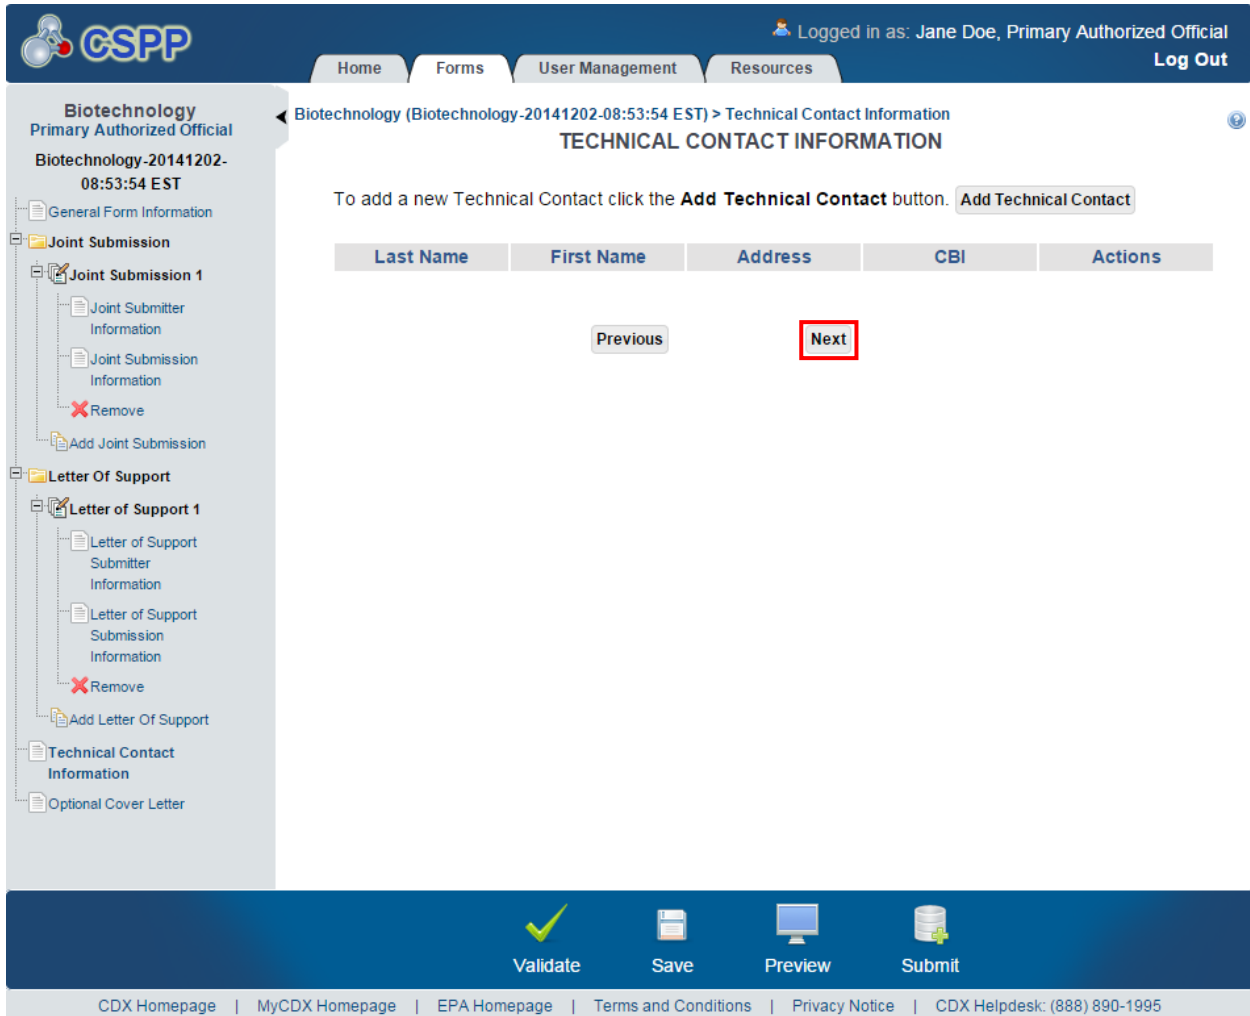 CSPP
Logged in as: Jane Doe, Primary Authorized Official
Log Out
Home
Forms
User Management
Resources
Biotechnology
Primary Authorized Official
Biotechnology-20141202-
08:53:54 EST
General Form Information
Joint Submission
Joint Submission 1
Joint Submitter
Information
Joint Submission
Information
Remove
Add Joint Submission
Letter Of Support
Letter of Support 1
Letter of Support
Submitter
Information
Letter of Support
Submission
Information
Remove
Add Letter Of Support
Technical Contact
Information
Optional Cover Letter
Biotechnology (Biotechnology-20141202-08:53:54 EST) > Technical Contact Information
TECHNICAL CONTACT INFORMATION
To add a new Technical Contact click the Add Technical Contact button. Add Technical Contact
Last Name First Name Address CBI Actions
Previous Next
Validate Save Preview Submit
CDX Homepage | MyCDX Homepage | EPA Homepage | Terms and Conditions | Privacy Notice | CDX Helpdesk: (888) 890-1995